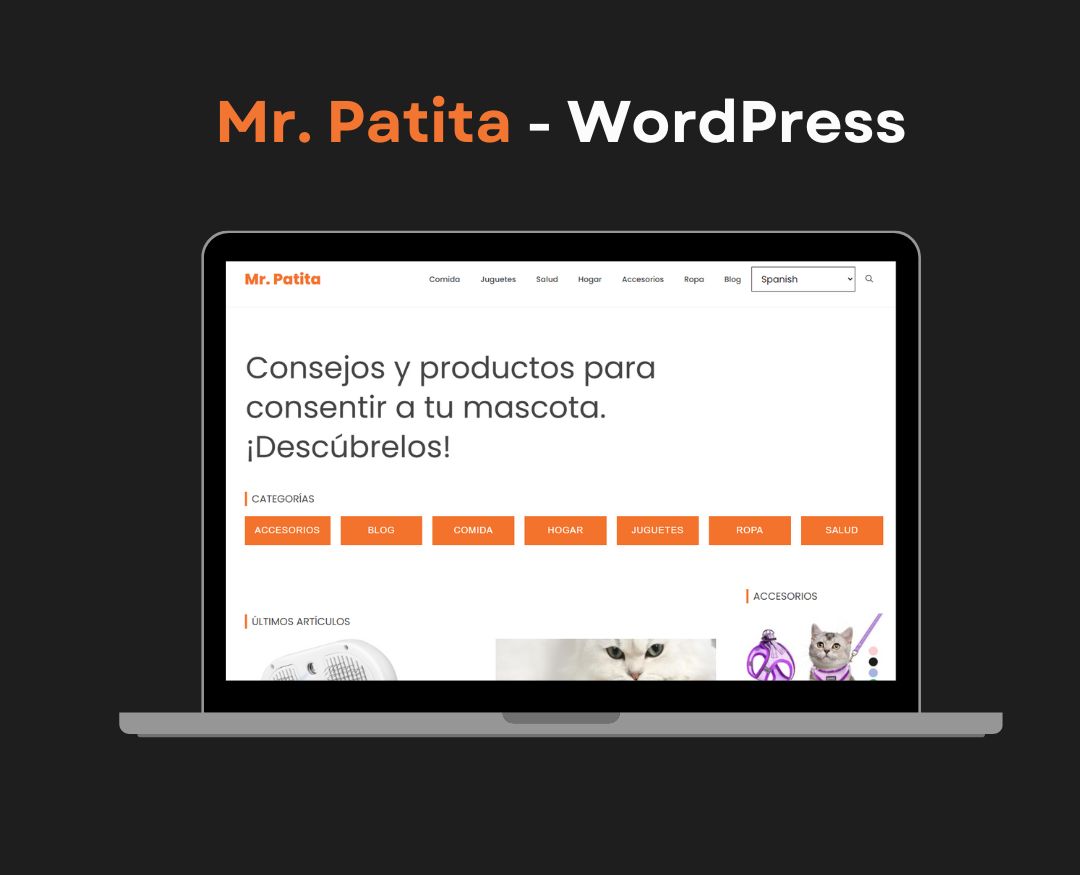 Mr. Patita - WordPress
Mr. Patita
Comida Juguetes Salud Hogar Accesorios Ropa Blog Spanish
Consejos y productos para
consentir a tu mascota.
¡Descúbrelos!
CATEGORÍAS
ACCESORIOS BLOG COMIDA HOGAR JUGUETES ROPA SALUD
ACCESORIOS
ÚLTIMOS ARTÍCULOS